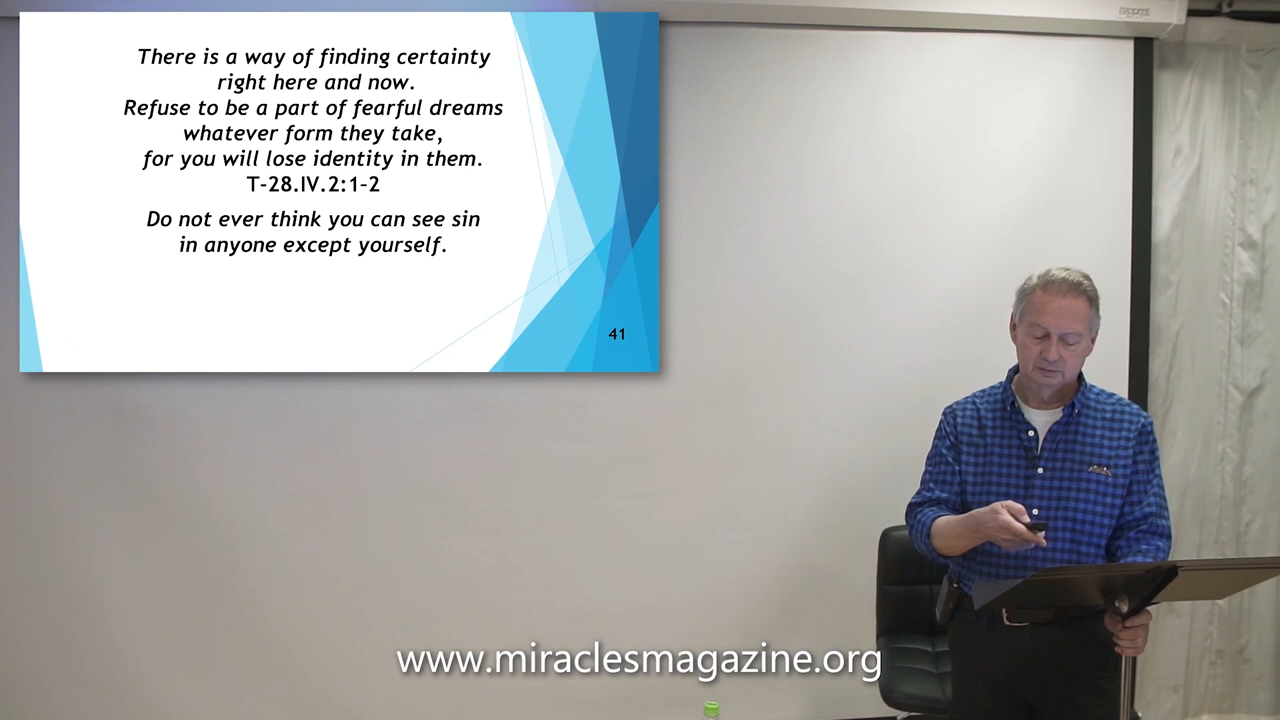 There is a way of finding certainty
right here and now.
Refuse to be a part of fearful dreams
whatever form they take,
for you will lose identity in them.
T-28.IV.2:1-2
Do not ever think you can see sin
in anyone except yourself.
41
www.miraclesmagazine.org